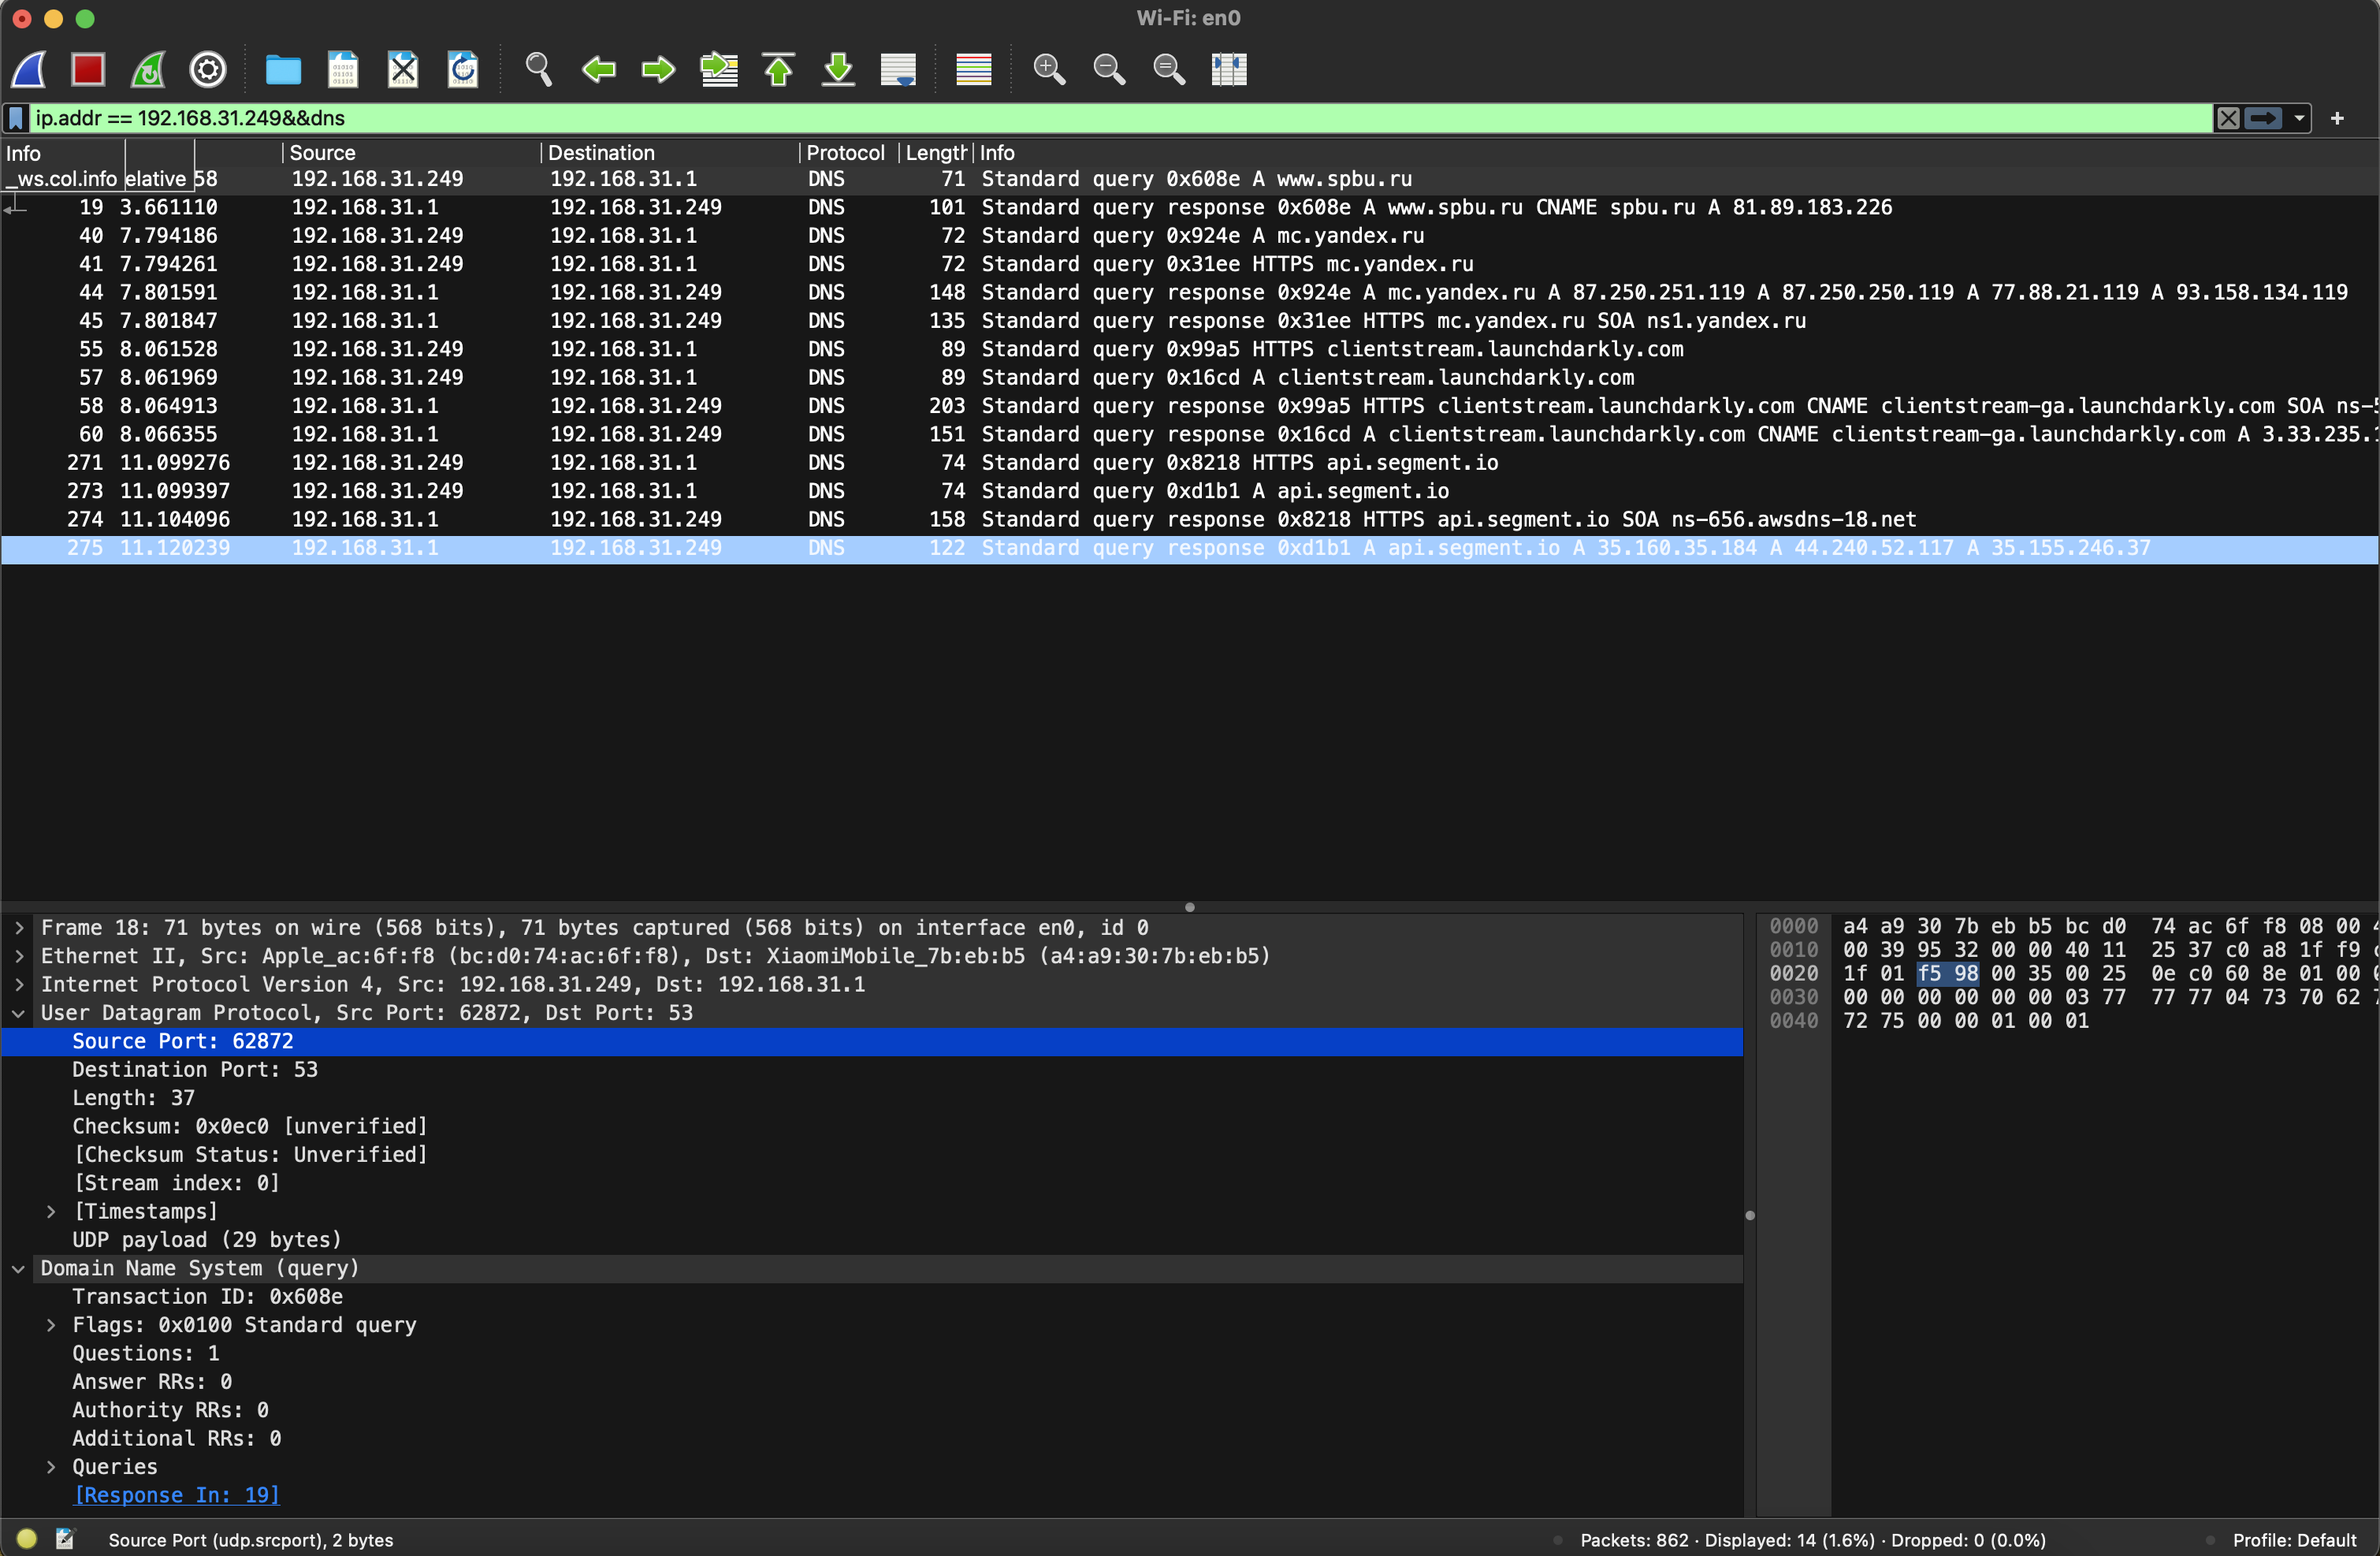 Wi-Fi: en0
ip.addr == 192.168.31.249&&dns
Info Source Destination Protocol Length Info
_ws.col.info elative 58 192.168.31.249 192.168.31.1 DNS 71 Standard query 0x608e A www.spbu.ru
19 3.661110 192.168.31.1 192.168.31.249 DNS 101 Standard query response 0x608e A www.spbu.ru CNAME spbu.ru A 81.89.183.226
40 7.794186 192.168.31.249 192.168.31.1 DNS 72 Standard query 0x924e A mc.yandex.ru
41 7.794261 192.168.31.249 192.168.31.1 DNS 72 Standard query 0x31ee HTTPS mc.yandex.ru
44 7.801591 192.168.31.1 192.168.31.249 DNS 148 Standard query response 0x924e A mc.yandex.ru A 87.250.251.119 A 87.250.250.119 A 77.88.21.119 A 93.158.134.119
45 7.801847 192.168.31.1 192.168.31.249 DNS 135 Standard query response 0x31ee HTTPS mc.yandex.ru SOA ns1.yandex.ru
55 8.061528 192.168.31.249 192.168.31.1 DNS 89 Standard query 0x99a5 HTTPS clientstream.launchdarkly.com
57 8.061969 192.168.31.249 192.168.31.1 DNS 89 Standard query 0x16cd A clientstream.launchdarkly.com
58 8.064913 192.168.31.1 192.168.31.249 DNS 203 Standard query response 0x99a5 HTTPS clientstream.launchdarkly.com CNAME clientstream-ga.launchdarkly.com SOA ns-
60 8.066355 192.168.31.1 192.168.31.249 DNS 151 Standard query response 0x16cd A clientstream.launchdarkly.com CNAME clientstream-ga.launchdarkly.com A 3.33.235.
271 11.099276 192.168.31.249 192.168.31.1 DNS 74 Standard query 0x8218 HTTPS api.segment.io
273 11.099397 192.168.31.249 192.168.31.1 DNS 74 Standard query 0xd1b1 A api.segment.io
274 11.104096 192.168.31.1 192.168.31.249 DNS 158 Standard query response 0x8218 HTTPS api.segment.io SOA ns-656.awsdns-18.net
275 11.120239 192.168.31.1 192.168.31.249 DNS 122 Standard query response 0xd1b1 A api.segment.io A 35.160.35.184 A 44.240.52.117 A 35.155.246.37
Frame 18: 71 bytes on wire (568 bits), 71 bytes captured (568 bits) on interface en0, id 0
Ethernet II, Src: Apple_ac:6f:f8 (bc:d0:74:ac:6f:f8), Dst: XiaomiMobile_7b:eb:b5 (a4:a9:30:7b:eb:b5)
Internet Protocol Version 4, Src: 192.168.31.249, Dst: 192.168.31.1
User Datagram Protocol, Src Port: 62872, Dst Port: 53
Source Port: 62872
Destination Port: 53
Length: 37
Checksum: 0x0ec0 [unverified]
[Checksum Status: Unverified]
[Stream index: 0]
[Timestamps]
UDP payload (29 bytes)
Domain Name System (query)
Transaction ID: 0x608e
Flags: 0x0100 Standard query
Questions: 1
Answer RRs: 0
Authority RRs: 0
Additional RRs: 0
Queries
[Response In: 19]
0000 a4 a9 30 7b eb b5 bc d0 74 ac 6f f8 08 00
0010 00 39 95 32 00 00 40 11 25 37 c0 a8 1f f9
0020 1f 01 f5 98 00 35 00 25 0e c0 60 8e 01 00
0030 00 00 00 00 00 00 03 77 77 77 04 73 70 62
0040 72 75 00 00 01 00 01
Source Port (udp.srcport), 2 bytes
Packets: 862 · Displayed: 14 (1.6%) · Dropped: 0 (0.0%)
Profile: Default